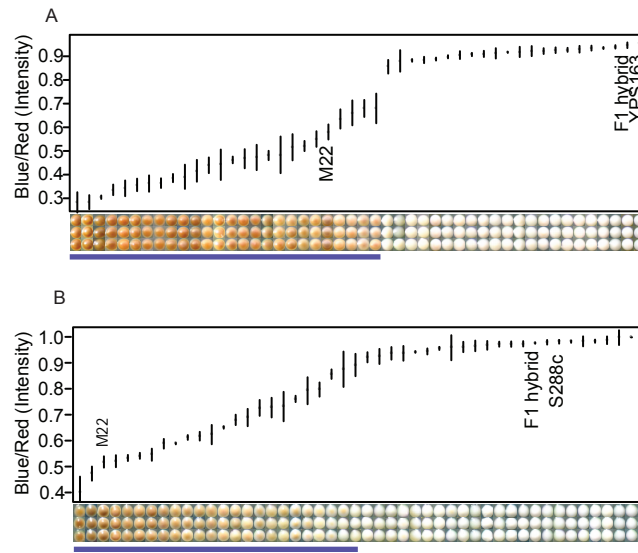 A
Blue/Red (Intensity)
0.9
0.8
0.7
0.6
0.5
0.4
0.3
M22
F1 hybrid
YPS163
B
Blue/Red (Intensity)
1.0
0.9
0.8
0.7
0.6
0.5
0.4
M22
F1 hybrid
S288c